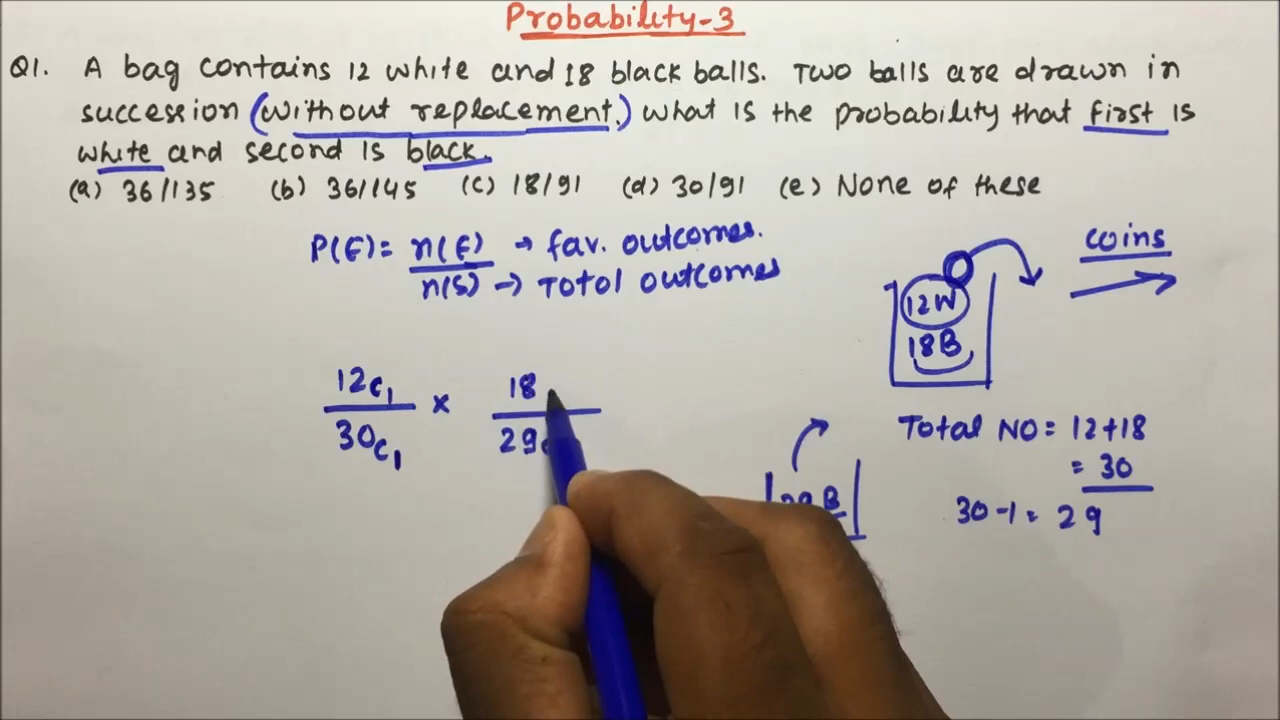 Probability-3
Q1. A bag contains 12 white and 18 black balls. Two balls are drawn in
succession (without replacement.) what is the probability that first is
white and second is black.
(a) 36/135 (b) 36/145 (c) 18/91 (d) 30/91 (e) None of these
P(E)= n(E) → fav. outcomes.
n(S) → Total outcomes
coins
12W
18B
12c1 × 18
30c1 29
Total No = 12+18
= 30
30-1 = 29
B